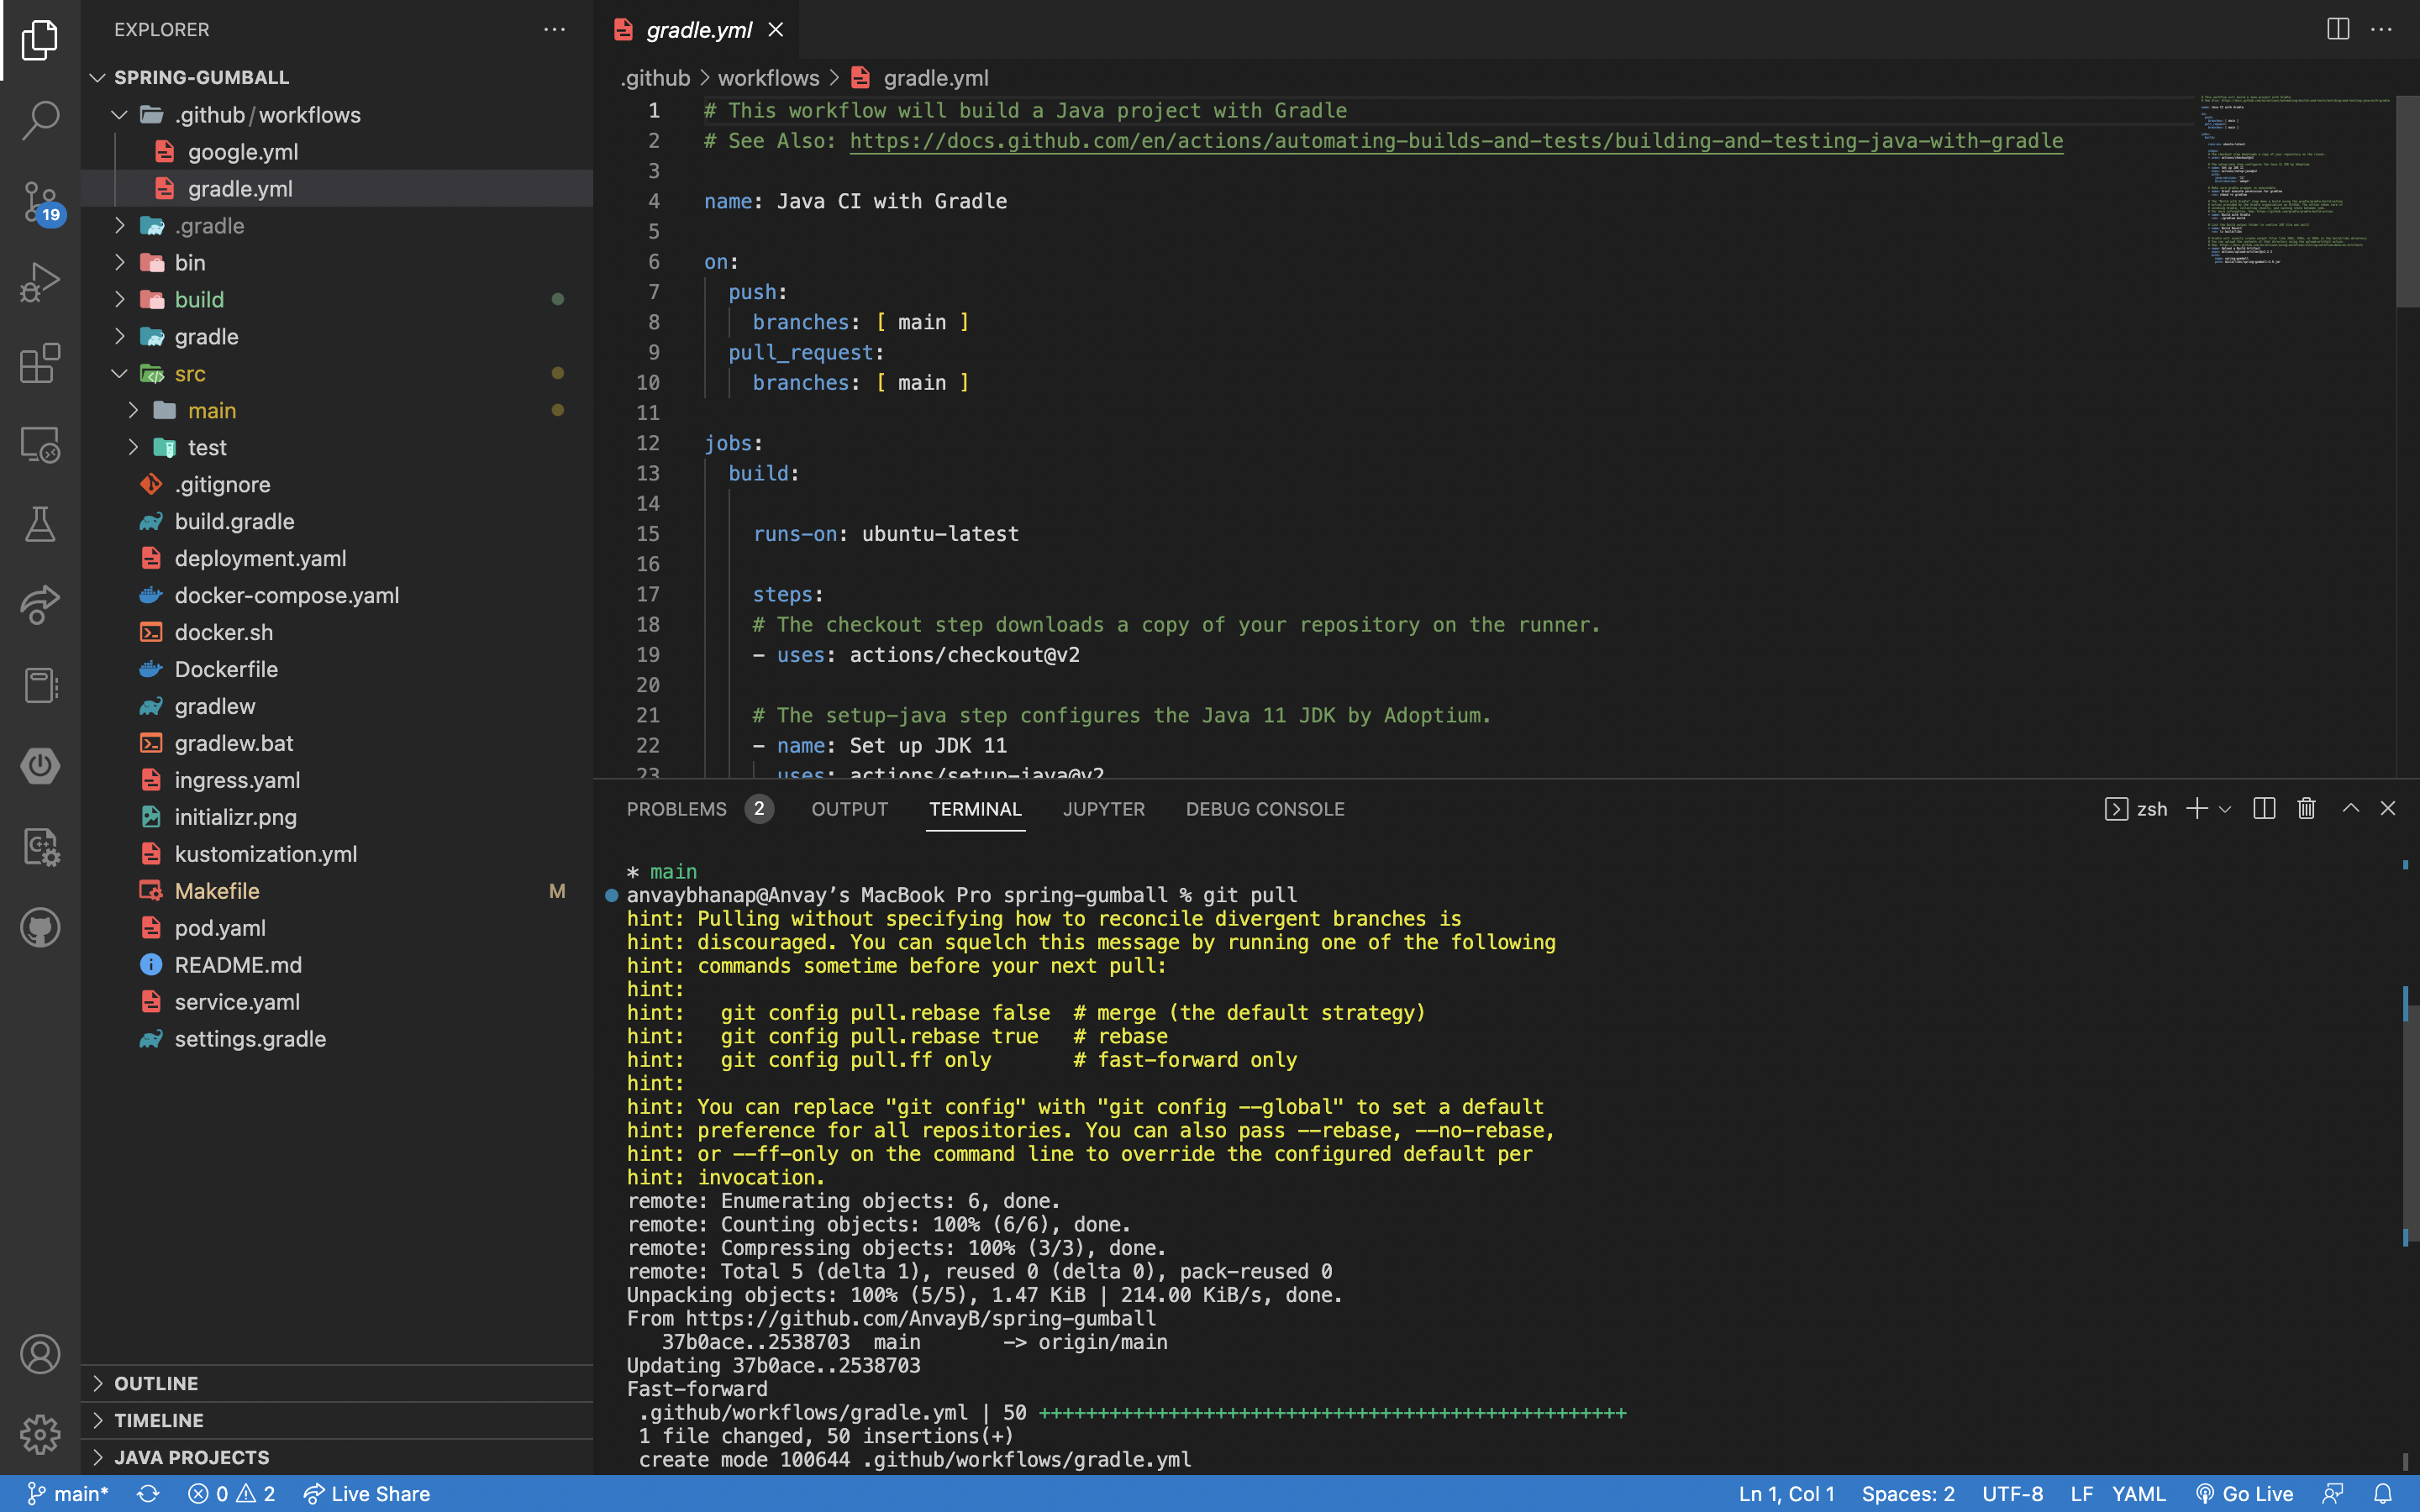 EXPLORER
SPRING-GUMBALL
.github/workflows
google.yml
gradle.yml
.gradle
bin
build
gradle
src
main
test
.gitignore
build.gradle
deployment.yaml
docker-compose.yaml
docker.sh
Dockerfile
gradlew
gradlew.bat
ingress.yaml
initializr.png
kustomization.yml
Makefile M
pod.yaml
README.md
service.yaml
settings.gradle
OUTLINE
TIMELINE
JAVA PROJECTS
19
gradle.yml
.github > workflows > gradle.yml
1 # This workflow will build a Java project with Gradle
2 # See Also: https://docs.github.com/en/actions/automating-builds-and-tests/building-and-testing-java-with-gradle
3
4 name: Java CI with Gradle
5
6 on:
7 push:
8 branches: [ main ]
9 pull_request:
10 branches: [ main ]
11
12 jobs:
13 build:
14
15 runs-on: ubuntu-latest
16
17 steps:
18 # The checkout step downloads a copy of your repository on the runner.
19 - uses: actions/checkout@v2
20
21 # The setup-java step configures the Java 11 JDK by Adoptium.
22 - name: Set up JDK 11
23 uses: actions/setup-java@v2
PROBLEMS 2 OUTPUT TERMINAL JUPYTER DEBUG CONSOLE zsh
* main
anvaybhanap@Anvay’s MacBook Pro spring-gumball % git pull
hint: Pulling without specifying how to reconcile divergent branches is
hint: discouraged. You can squelch this message by running one of the following
hint: commands sometime before your next pull:
hint:
hint: git config pull.rebase false # merge (the default strategy)
hint: git config pull.rebase true # rebase
hint: git config pull.ff only # fast-forward only
hint:
hint: You can replace "git config" with "git config --global" to set a default
hint: preference for all repositories. You can also pass --rebase, --no-rebase,
hint: or --ff-only on the command line to override the configured default per
hint: invocation.
remote: Enumerating objects: 6, done.
remote: Counting objects: 100% (6/6), done.
remote: Compressing objects: 100% (3/3), done.
remote: Total 5 (delta 1), reused 0 (delta 0), pack-reused 0
Unpacking objects: 100% (5/5), 1.47 KiB | 214.00 KiB/s, done.
From https://github.com/AnvayB/spring-gumball
37b0ace..2538703 main -> origin/main
Updating 37b0ace..2538703
Fast-forward
.github/workflows/gradle.yml | 50 ++++++++++++++++++++++++++++++++++++++++++++++++++
1 file changed, 50 insertions(+)
create mode 100644 .github/workflows/gradle.yml
main* 0 2 Live Share Ln 1, Col 1 Spaces: 2 UTF-8 LF YAML Go Live